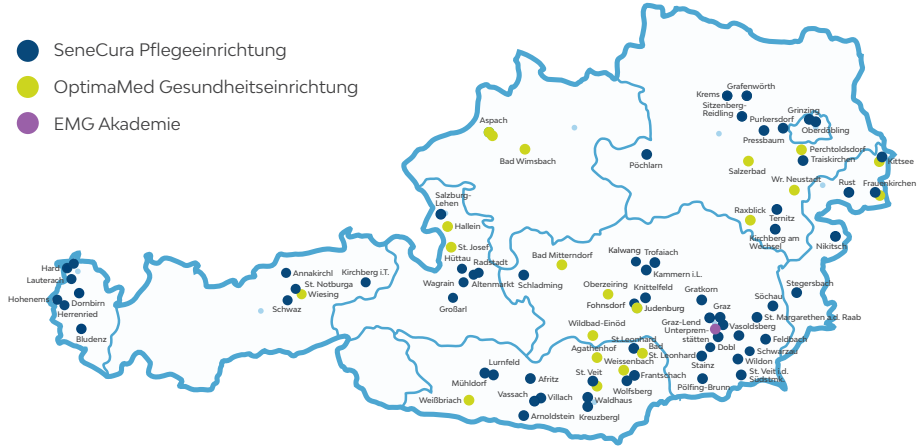 SeneCura Pflegeeinrichtung
OptimaMed Gesundheitseinrichtung
EMG Akademie
Grafenwörth
Krems
Sitzenberg-
Reidling
Purkersdorf
Grinzing
Pressbaum
Oberdöbling
Aspach
Bad Wimsbach
Pöchlarn
Perchtoldsdorf
Traiskirchen
Kittsee
Salzerbad
Wr. Neustadt
Rust
Frauenkirchen
Raxblick
Ternitz
Kirchberg am
Wechsel
Nikitsch
Salzburg-
Lehen
Hallein
St. Josef
Hüttau
Radstadt
Wagrain
Altenmarkt
Großarl
Schladming
Bad Mitterndorf
Kalwang
Trofaiach
Kammern i.L.
Hard
Lauterach
Hohenems
Dornbirn
Herrenried
Bludenz
Annakirchl
St. Notburga
Wiesing
Schwaz
Kirchberg i.T.
Oberzeiring
Knittelfeld
Fohnsdorf
Judenburg
Gratkorn
Graz
Graz-Lend
Unterprem-
stätten
Vasoldsberg
Dobl
Stainz
Pölfing-Brunn
Söchau
Stegersbach
St. Margarethen a.d. Raab
Feldbach
Schwarzau
Wildon
St. Veit i.d.
Südstmk.
Wildbad-Einöd
St. Leonhard
Bad
St. Leonhard
Agathenhof
Weissenbach
St. Veit
Frantschach
Wolfsberg
Waldhaus
Kreuzbergl
Lurnfeld
Mühldorf
Afritz
Weißbriach
Vassach
Villach
Arnoldstein